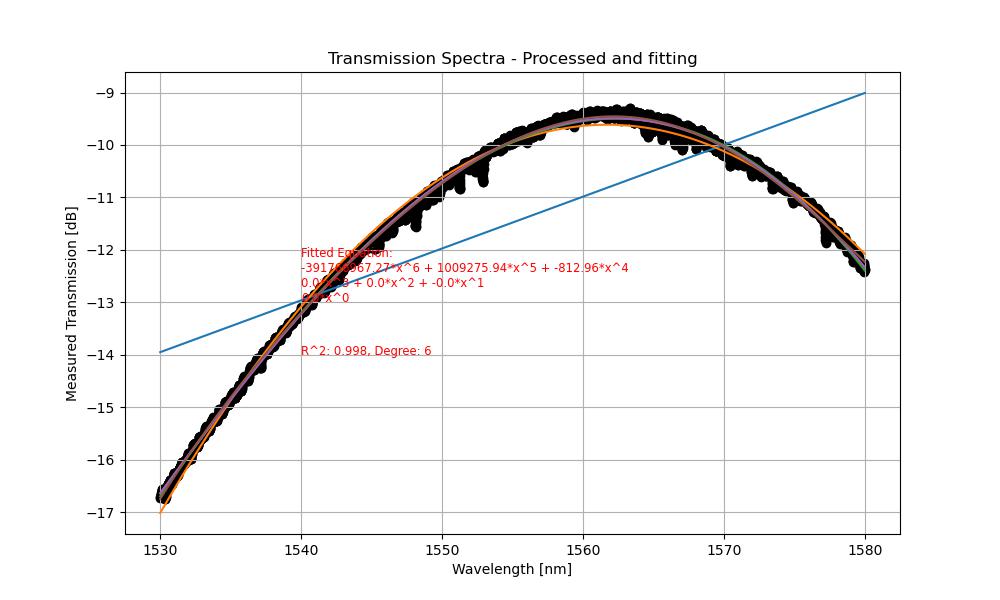 Transmission Spectra - Processed and fitting
−9
−10
−11
−12
−13
−14
−15
−16
−17
Measured Transmission [dB]
Fitted Equation:
x^6 + 1009275.94*x^5 + -812.96*x^4
+ 0.0*x^2 + -0.0*x^1
R^2: 0.998, Degree: 6
1530
1540
1550
1560
1570
1580
Wavelength [nm]